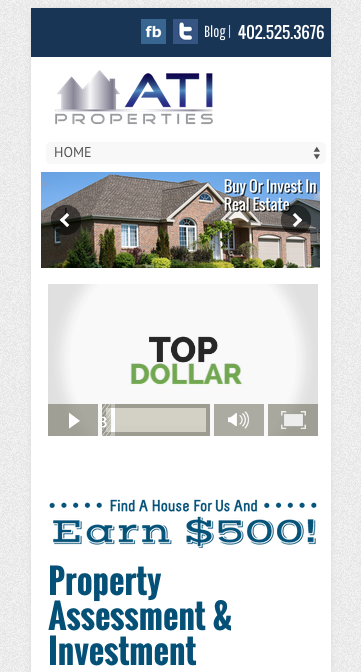 fb Blog | 402.525.3676
ATI
PROPERTIES
HOME
Buy Or Invest In
Real Estate
TOP
DOLLAR
Find A House For Us And
Earn $500!
Property
Assessment &
Investment